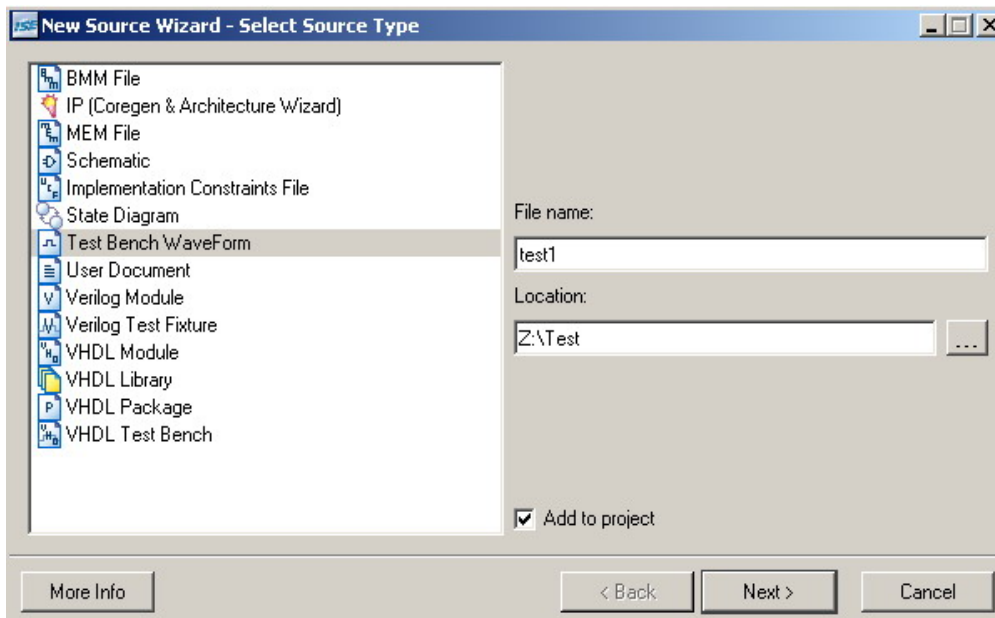 ISE New Source Wizard - Select Source Type
BMM File
IP (Coregen & Architecture Wizard)
MEM File
Schematic
Implementation Constraints File
State Diagram
Test Bench WaveForm
User Document
Verilog Module
Verilog Test Fixture
VHDL Module
VHDL Library
VHDL Package
VHDL Test Bench
File name:
test1
Location:
Z:\Test
...
Add to project
More Info
< Back
Next >
Cancel